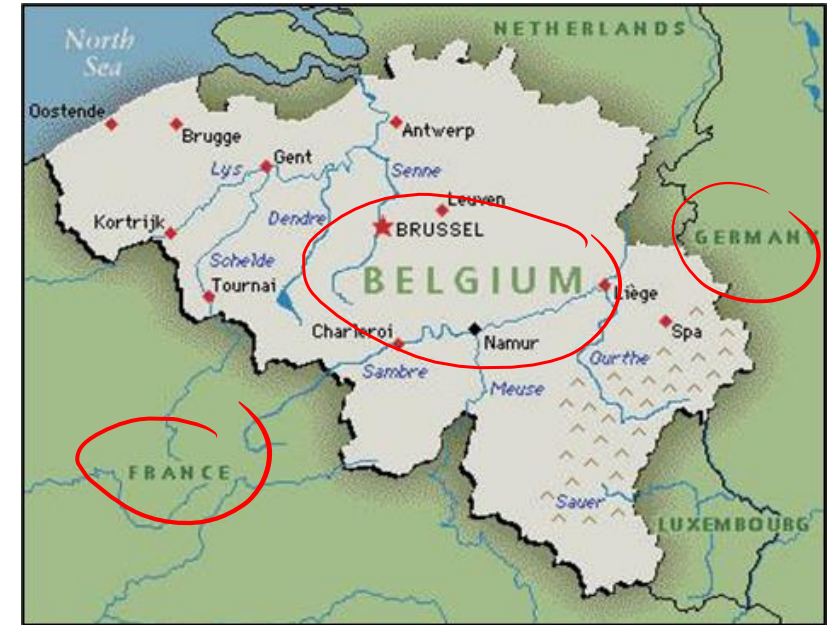 NETHERLANDS
North
Sea
Oostende
Brugge
Antwerp
Gent
Lys
Senne
Leuven
Kortrijk
Dendre
BRUSSEL
GERMANY
Schelde
BELGIUM
Tournai
Liège
Charleroi
Namur
Spa
Ourthe
Sambre
Meuse
FRANCE
Sauer
LUXEMBOURG